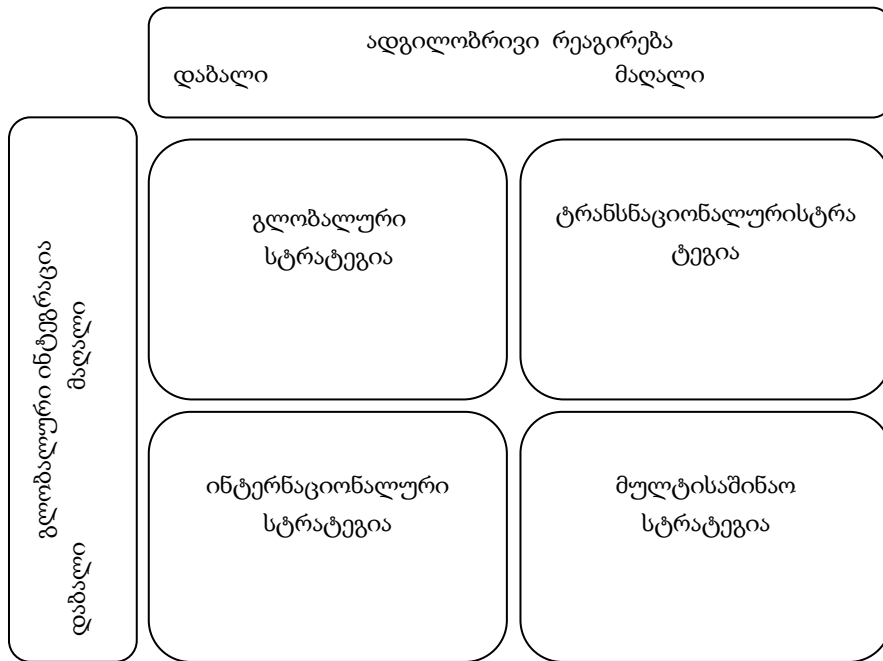 ადგილობრივი რეაგირება
დაბალი მაღალი
გლობალური ინტეგრაცია
დაბალი მაღალი
გლობალური
სტრატეგია
ტრანსნაციონალურისტრა
ტეგია
ინტერნაციონალური
სტრატეგია
მულტისაშინაო
სტრატეგია